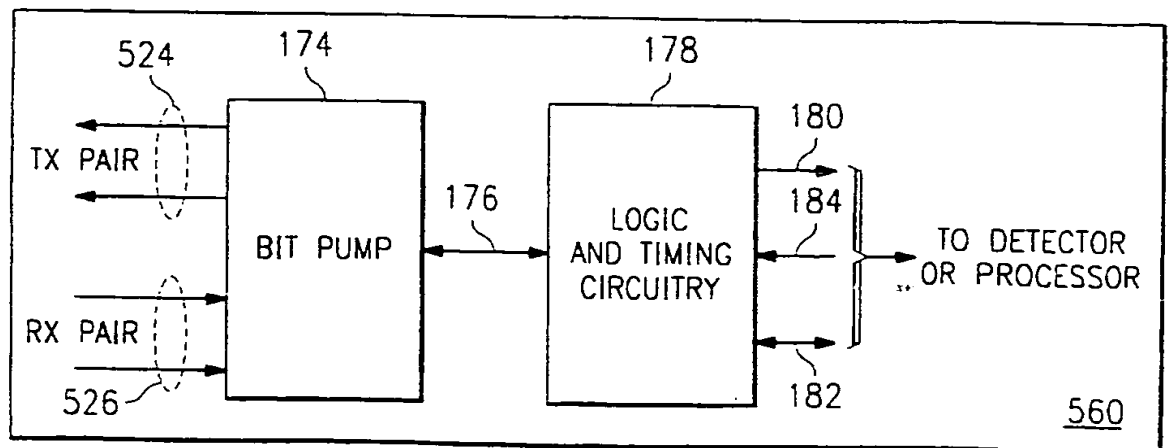 524
174
178
180
TX PAIR
176
184
BIT PUMP
LOGIC
AND TIMING
CIRCUITRY
TO DETECTOR
OR PROCESSOR
RX PAIR
526
182
560